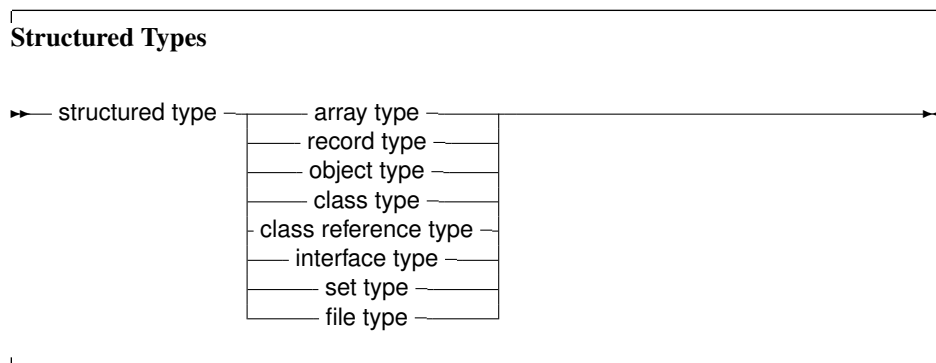 Structured Types
structured type array type
record type
object type
class type
class reference type
interface type
set type
file type